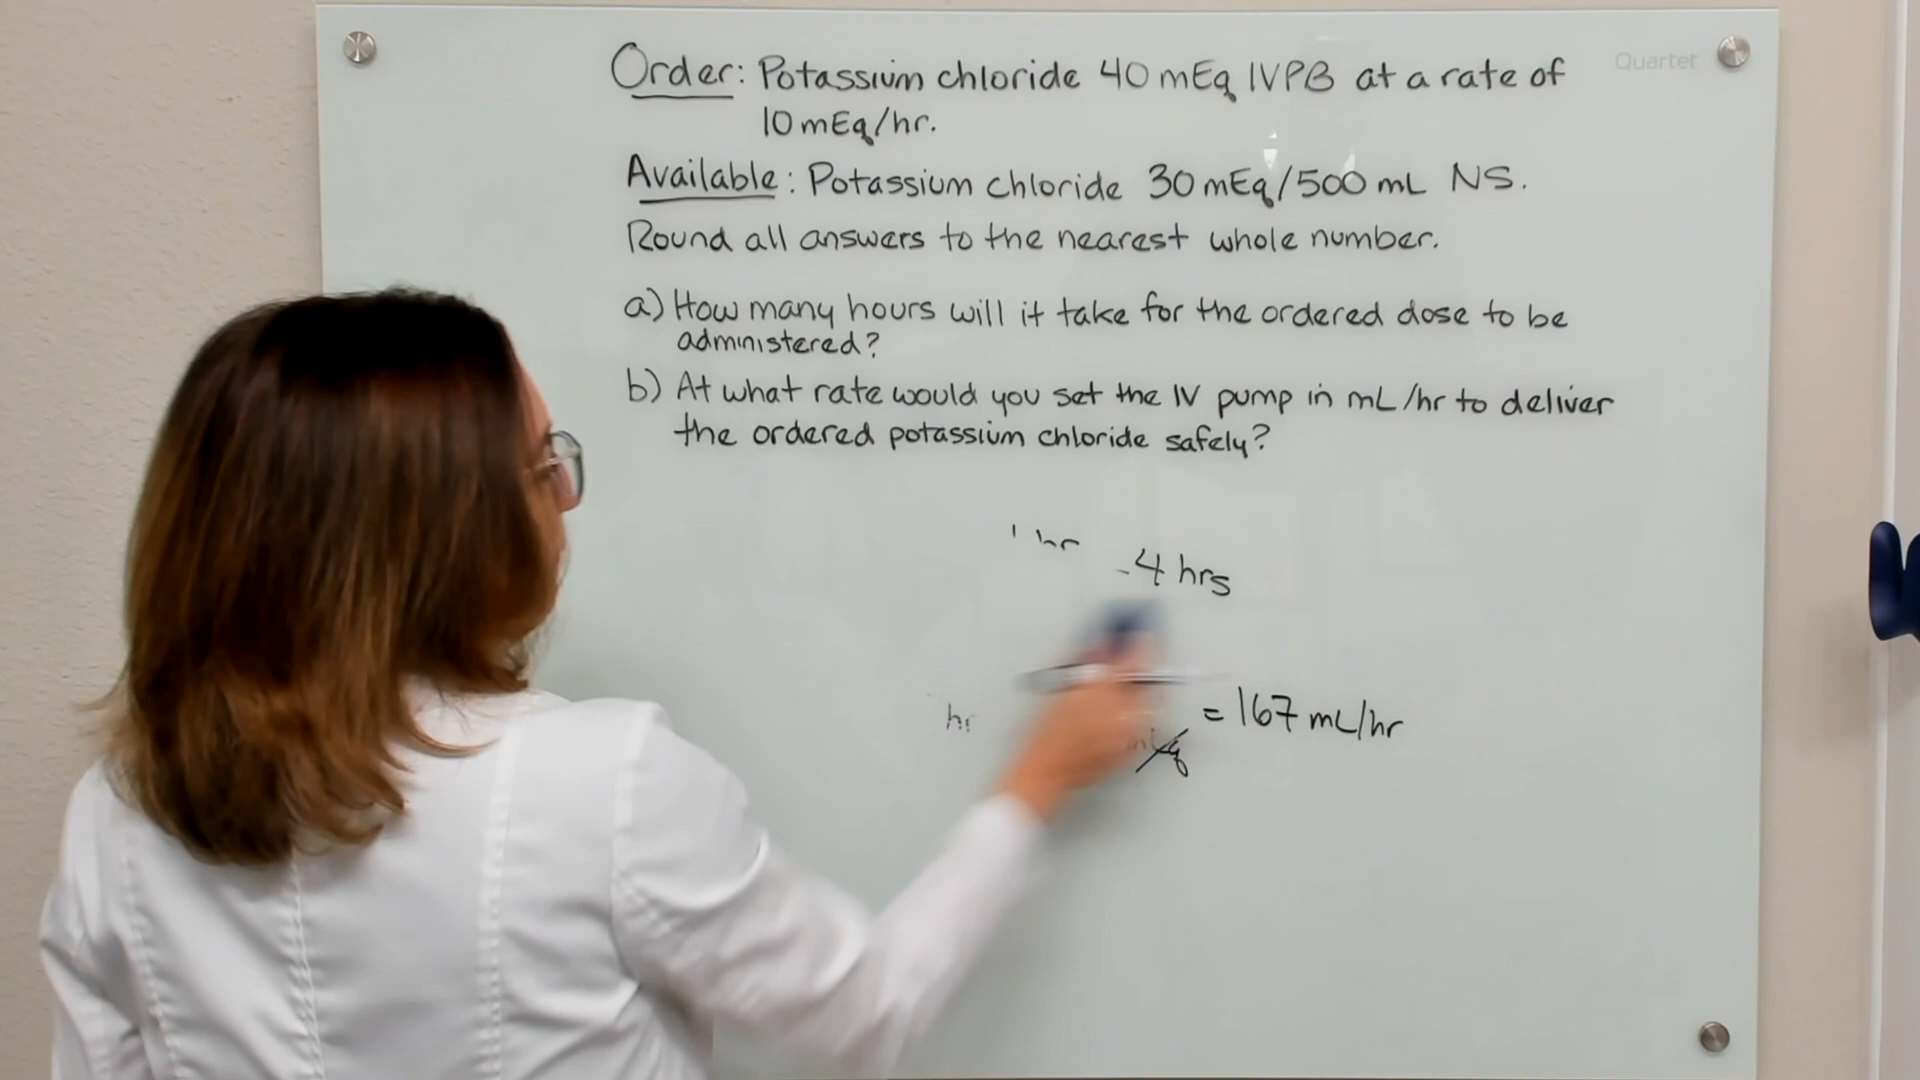 Quartet
Order: Potassium chloride 40 mEq IVPB at a rate of
10 mEq/hr.
Available: Potassium chloride 30 mEq/500 mL NS.
Round all answers to the nearest whole number.
a) How many hours will it take for the ordered dose to be
administered?
b) At what rate would you set the IV pump in mL/hr to deliver
the ordered potassium chloride safely?
hr
4 hrs
hr
= 167 mL/hr